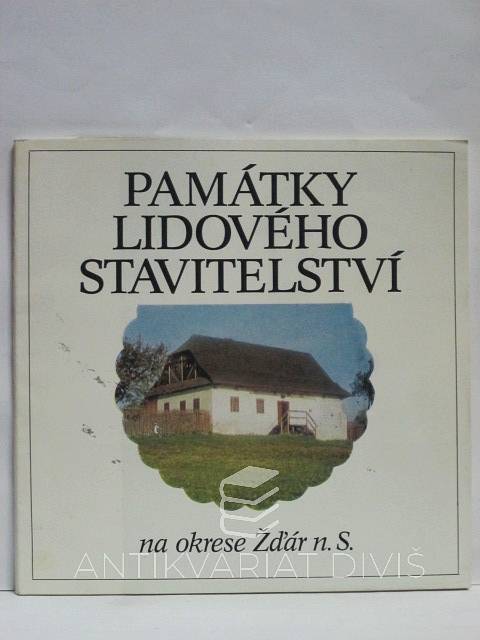 PAMÁTKY
LIDOVÉHO
STAVITELSTVÍ
na okrese Žďár n. S.
ANTIKVARIÁT DIVIŠ